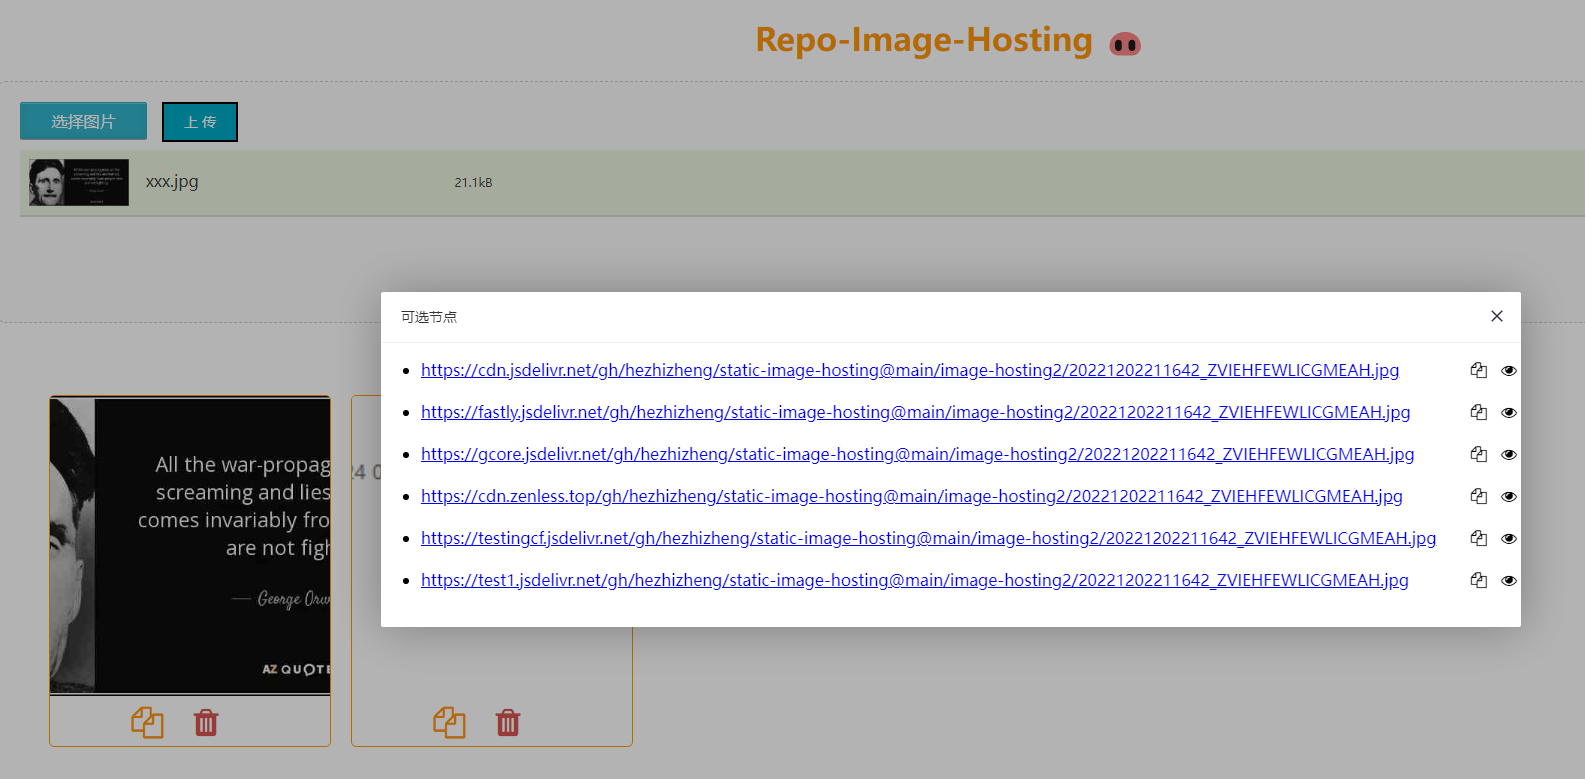 Repo-Image-Hosting
选择图片
上 传
xxx.jpg
21.1kB
可选节点
https://cdn.jsdelivr.net/gh/hezhizheng/static-image-hosting@main/image-hosting2/20221202211642_ZVIEHFEWLICGMEAH.jpg
https://fastly.jsdelivr.net/gh/hezhizheng/static-image-hosting@main/image-hosting2/20221202211642_ZVIEHFEWLICGMEAH.jpg
https://gcore.jsdelivr.net/gh/hezhizheng/static-image-hosting@main/image-hosting2/20221202211642_ZVIEHFEWLICGMEAH.jpg
https://cdn.zenless.top/gh/hezhizheng/static-image-hosting@main/image-hosting2/20221202211642_ZVIEHFEWLICGMEAH.jpg
https://testingcf.jsdelivr.net/gh/hezhizheng/static-image-hosting@main/image-hosting2/20221202211642_ZVIEHFEWLICGMEAH.jpg
https://test1.jsdelivr.net/gh/hezhizheng/static-image-hosting@main/image-hosting2/20221202211642_ZVIEHFEWLICGMEAH.jpg
All the war-propag
screaming and lies
comes invariably fro
are not figh
— George Orw
AZ QUOTE
24 0